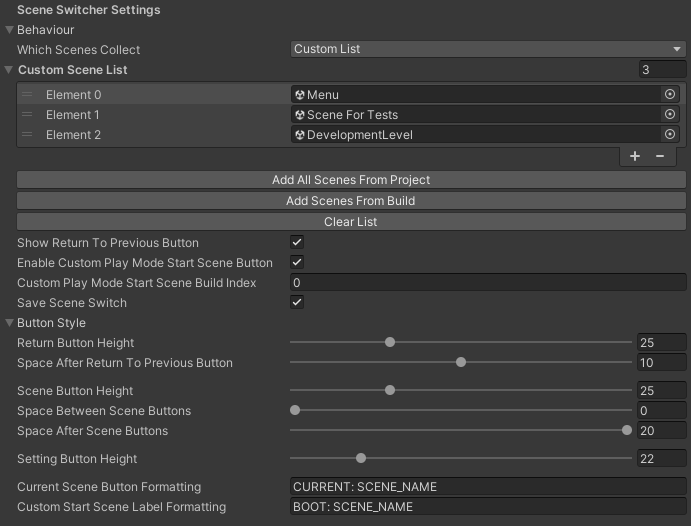 Scene Switcher Settings
Behaviour
Which Scenes Collect Custom List
Custom Scene List 3
Element 0 Menu
Element 1 Scene For Tests
Element 2 DevelopmentLevel
+ −
Add All Scenes From Project
Add Scenes From Build
Clear List
Show Return To Previous Button
Enable Custom Play Mode Start Scene Button
Custom Play Mode Start Scene Build Index 0
Save Scene Switch
Button Style
Return Button Height 25
Space After Return To Previous Button 10
Scene Button Height 25
Space Between Scene Buttons 0
Space After Scene Buttons 20
Setting Button Height 22
Current Scene Button Formatting CURRENT: SCENE_NAME
Custom Start Scene Label Formatting BOOT: SCENE_NAME